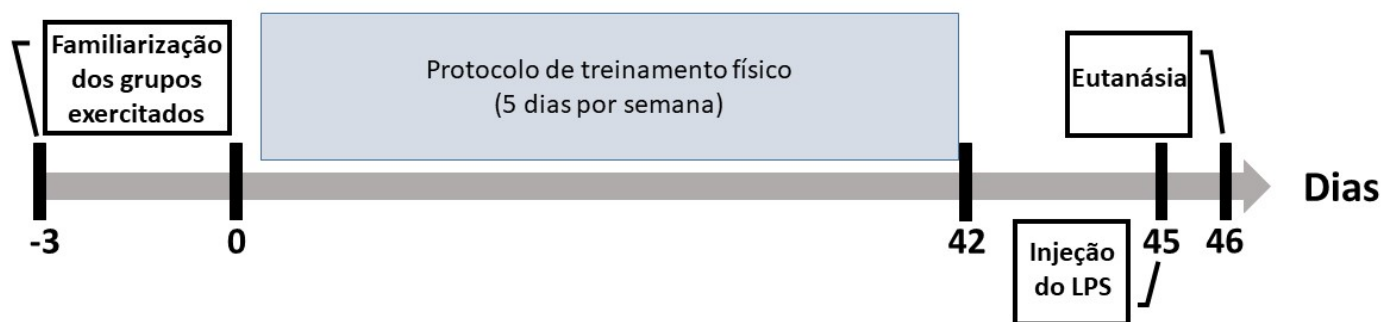 Familiarização
dos grupos
exercitados
Protocolo de treinamento físico
(5 dias por semana)
Eutanásia
Dias
-3
0
42
45
46
Injeção
do LPS